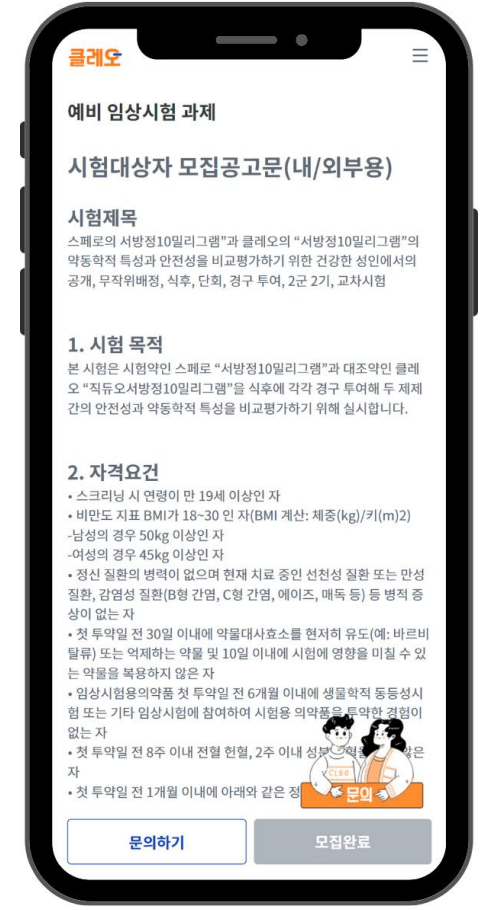 클레오
예비 임상시험 과제
시험대상자 모집공고문(내/외부용)
시험제목
스페로의 서방정10밀리그램”과 클레오의 “서방정10밀리그램”의
약동학적 특성과 안전성을 비교평가하기 위한 건강한 성인에서의
공개, 무작위배정, 식후, 단회, 경구 투여, 2군 2기, 교차시험
1. 시험 목적
본 시험은 시험약인 스페로 “서방정10밀리그램”과 대조약인 클레
오 “직듀오서방정10밀리그램”을 식후에 각각 경구 투여해 두 제제
간의 안전성과 약동학적 특성을 비교평가하기 위해 실시합니다.
2. 자격요건
• 스크리닝 시 연령이 만 19세 이상인 자
• 비만도 지표 BMI가 18~30 인 자(BMI 계산: 체중(kg)/키(m)2)
-남성의 경우 50kg 이상인 자
-여성의 경우 45kg 이상인 자
• 정신 질환의 병력이 없으며 현재 치료 중인 선천성 질환 또는 만성
질환, 감염성 질환(B형 간염, C형 간염, 에이즈, 매독 등) 등 병적 증
상이 없는 자
• 첫 투약일 전 30일 이내에 약물대사효소를 현저히 유도(예: 바르비
탈류) 또는 억제하는 약물 및 10일 이내에 시험에 영향을 미칠 수 있
는 약물을 복용하지 않은 자
• 임상시험용의약품 첫 투약일 전 6개월 이내에 생물학적 동등성시
험 또는 기타 임상시험에 참여하여 시험용 의약품을 투약한 경험이
없는 자
• 첫 투약일 전 8주 이내 전혈 헌혈, 2주 이내 성분 않은
자
• 첫 투약일 전 1개월 이내에 아래와 같은 정
CLEO
문의
문의하기
모집완료